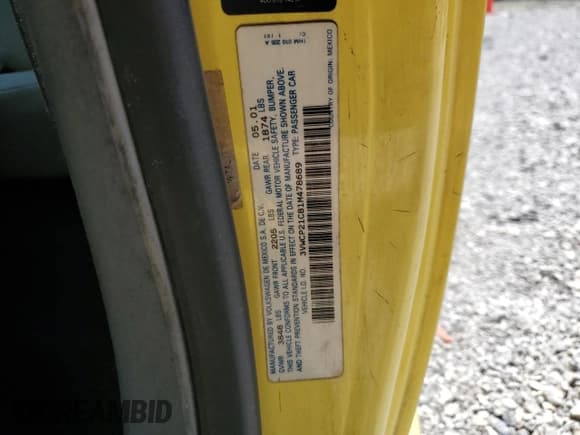 MANUFACTURED BY VOLKSWAGEN DE MEXICO S.A. DE C.V. DATE 05.01
GVWR 3648 LBS GAWR FRONT 2205 LBS GAWR REAR 1874 LBS
THIS VEHICLE CONFORMS TO ALL APPLICABLE U.S. FEDERAL MOTOR VEHICLE SAFETY, BUMPER,
AND THEFT PREVENTION STANDARDS IN EFFECT ON THE DATE OF MANUFACTURE SHOWN ABOVE.
VEHICLE I.D. NO.: 3VWCP21C81M478689 TYPE: PASSENGER CAR
COUNTRY OF ORIGIN: MEXICO